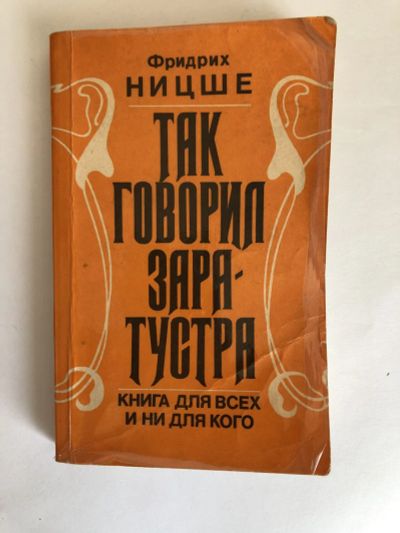 Фридрих
НИЦШЕ
ТАК
ГОВОРИЛ
ЗАРА-
ТУСТРА
КНИГА ДЛЯ ВСЕХ
И НИ ДЛЯ КОГО